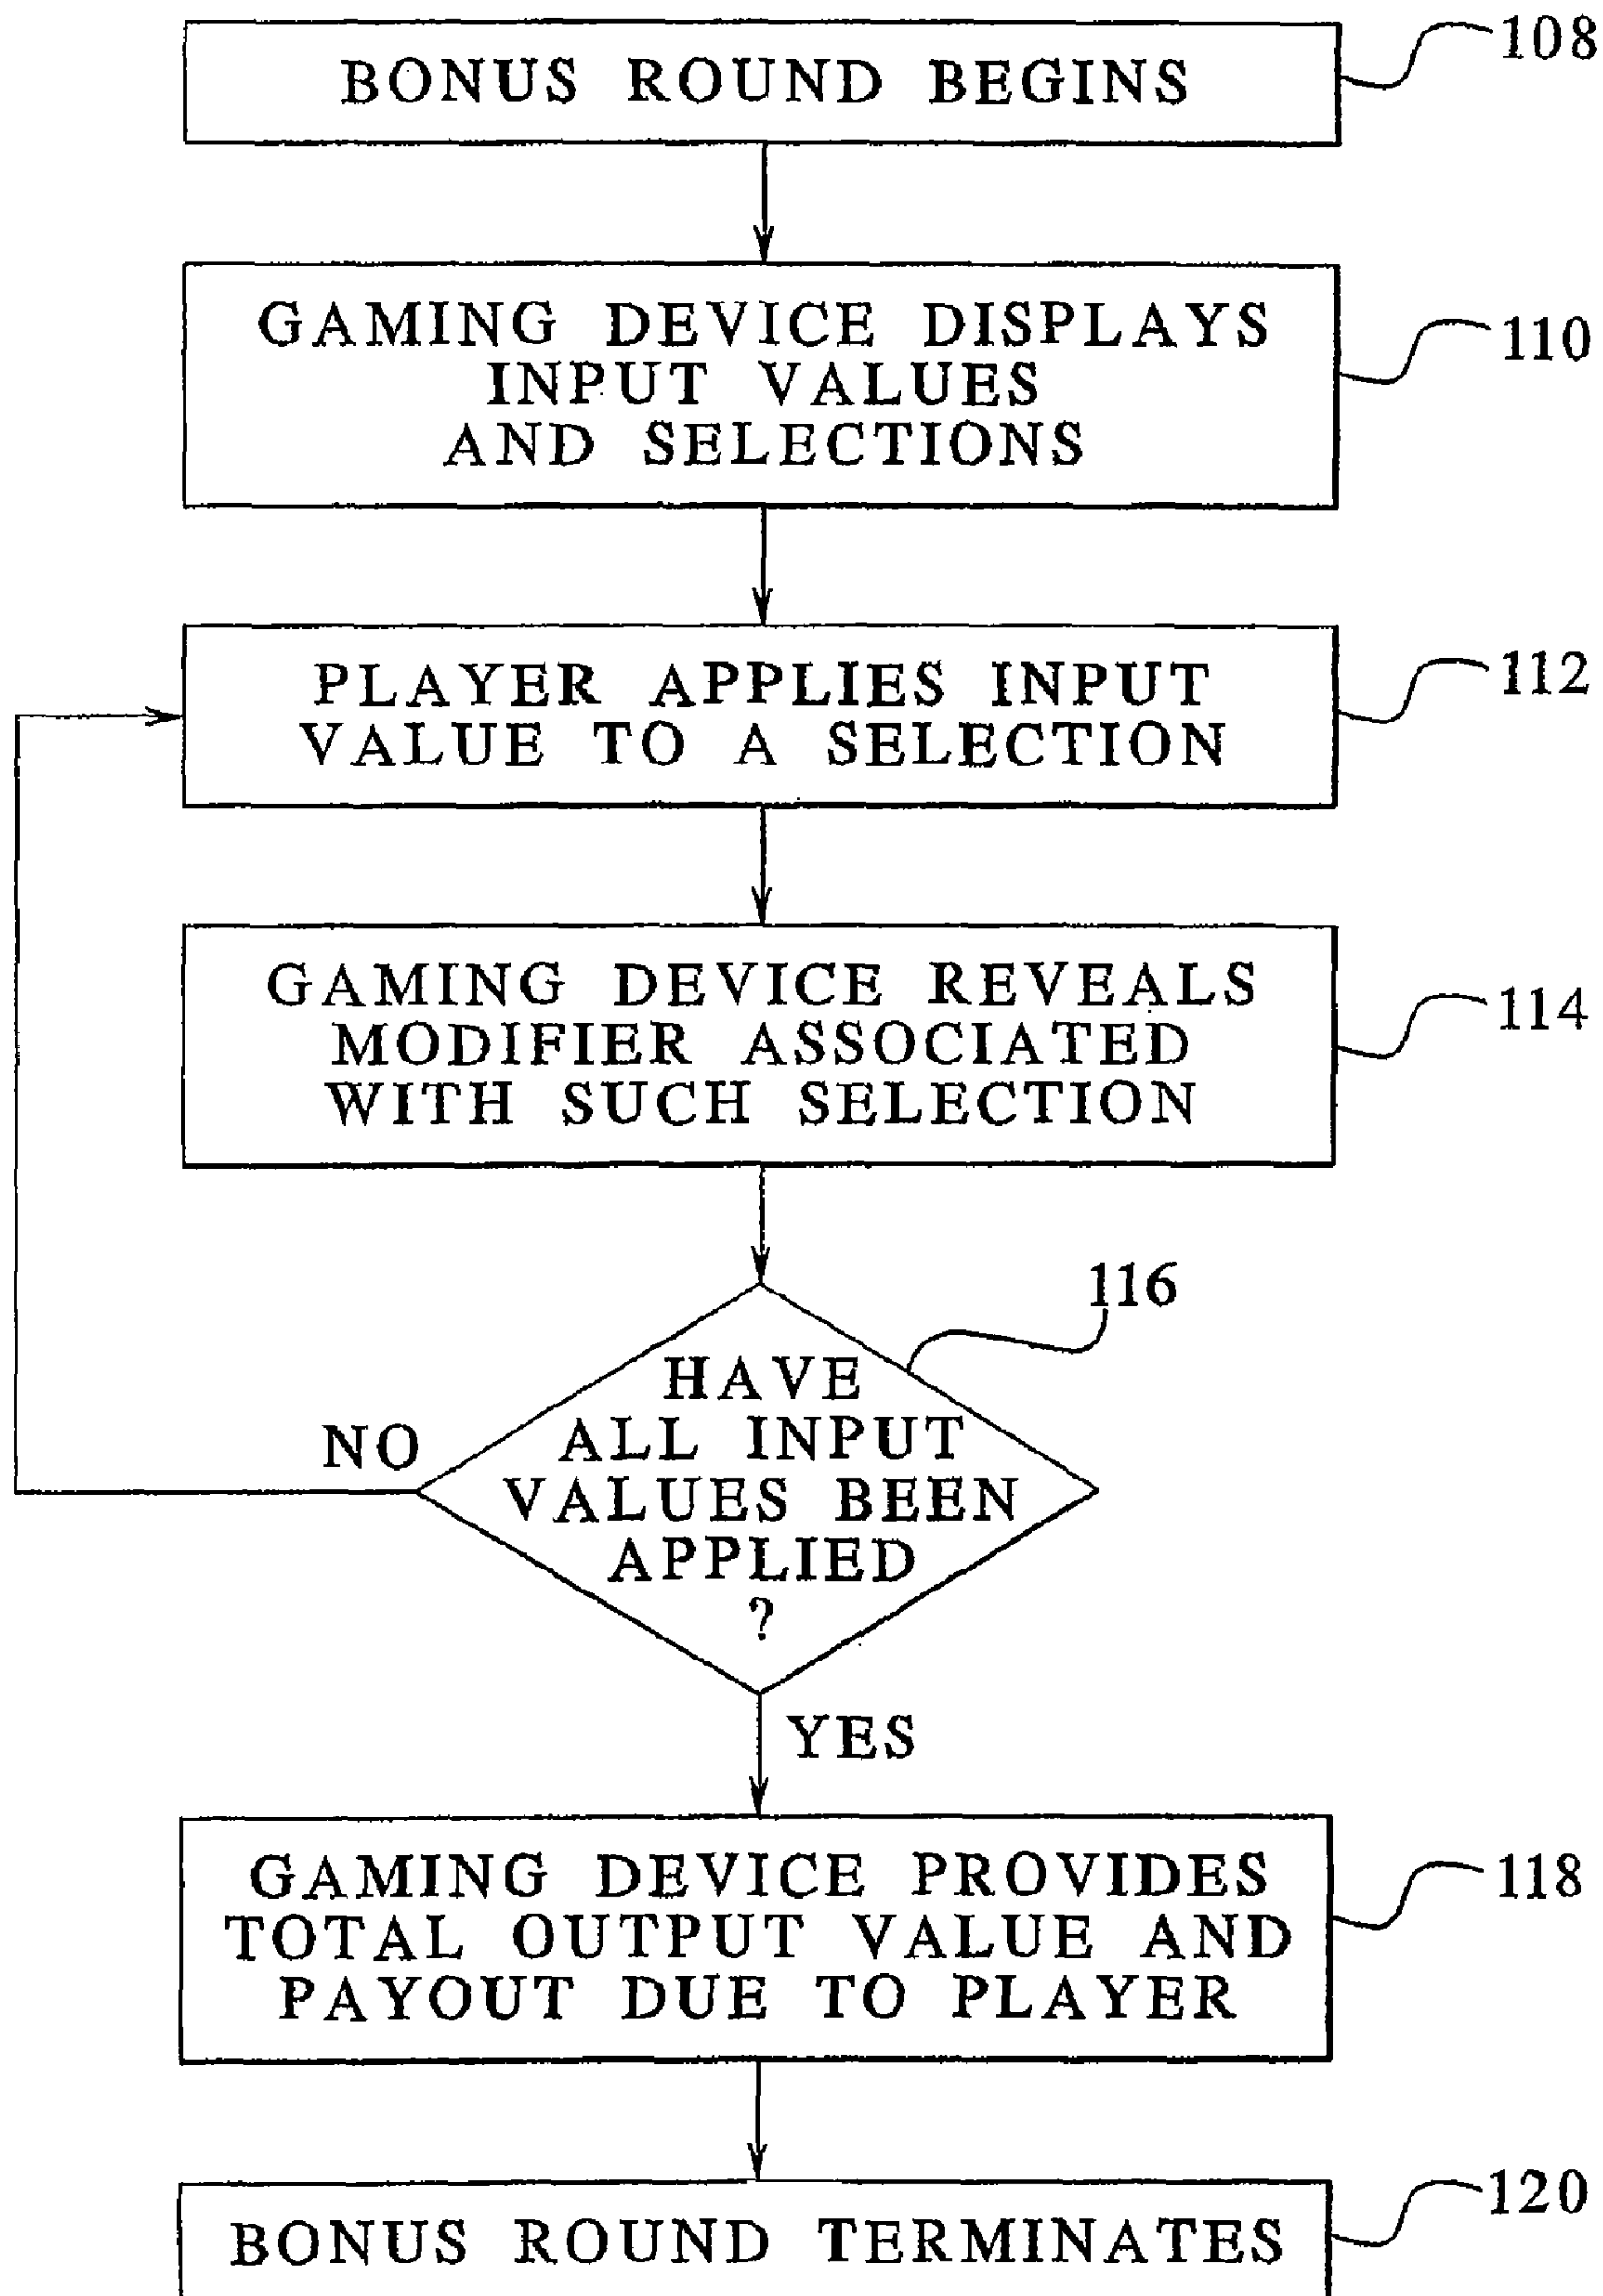 BONUS ROUND BEGINS
108
GAMING DEVICE DISPLAYS
INPUT VALUES
AND SELECTIONS
110
PLAYER APPLIES INPUT
VALUE TO A SELECTION
112
GAMING DEVICE REVEALS
MODIFIER ASSOCIATED
WITH SUCH SELECTION
114
116
HAVE
ALL INPUT
VALUES BEEN
APPLIED
?
NO
YES
GAMING DEVICE PROVIDES
TOTAL OUTPUT VALUE AND
PAYOUT DUE TO PLAYER
118
BONUS ROUND TERMINATES
120